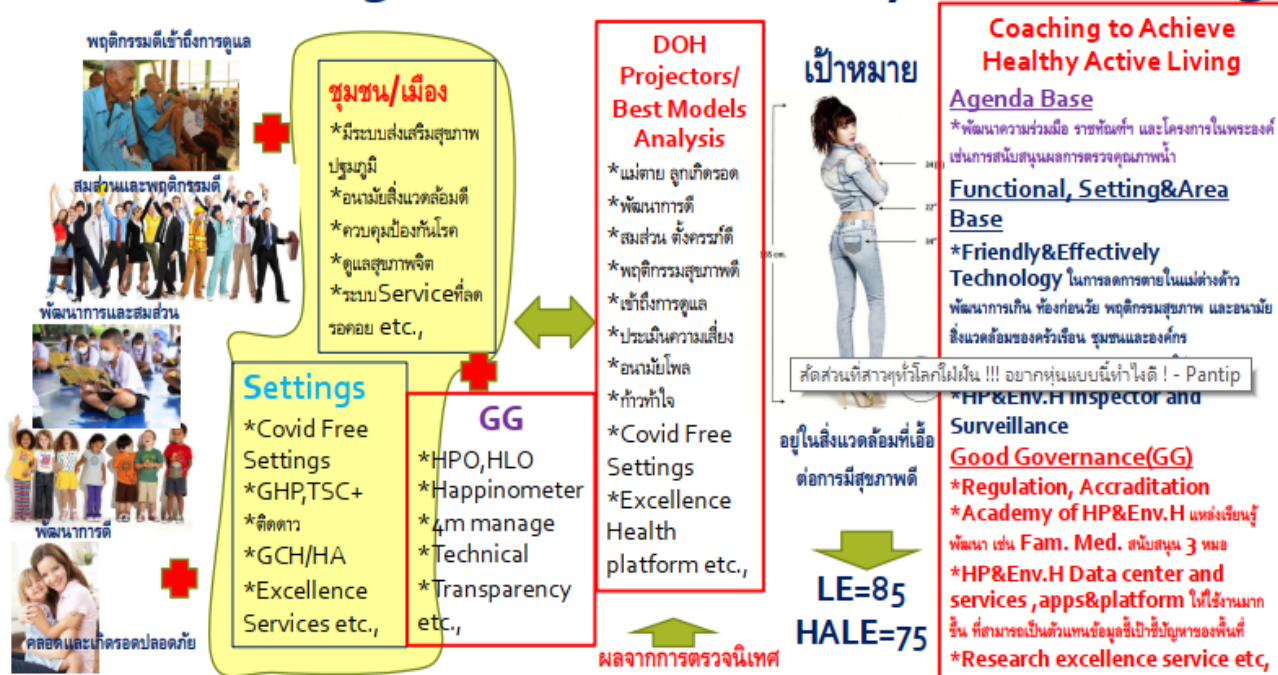 พฤติกรรมดีเข้าถึงการดูแล
สมส่วนและพฤติกรรมดี
พัฒนาการและสมส่วน
พัฒนาการดี
คลอดและเกิดรอดปลอดภัย
ชุมชน/เมือง
*มีระบบส่งเสริมสุขภาพ
ปฐมภูมิ
*อนามัยสิ่งแวดล้อมดี
*ควบคุมป้องกันโรค
*ดูแลสุขภาพจิต
*ระบบServiceที่ลด
รอคอย etc.,
Settings
*Covid Free
Settings
*GHP,TSC+
*ติดดาว
*GCH/HA
*Excellence
Services etc.,
GG
*HPO,HLO
*Happinometer
*4m manage
*Technical
*Transparency
etc.,
DOH
Projectors/
Best Models
Analysis
*แม่ตาย ลูกเกิดรอด
*พัฒนาการดี
*สมส่วน ตั้งครรภ์ดี
*พฤติกรรมสุขภาพดี
*เข้าถึงการดูแล
*ประเมินความเสี่ยง
*อนามัยโพล
*ก้าวท้าใจ
*Covid Free
Settings
*Excellence
Health
platform etc.,
ผลจากการตรวจนิเทศ
เป้าหมาย
สัดส่วนที่สาวๆทั่วโลกใฝ่ฝัน !!! อยากหุ่นแบบนี้ทำไงดี ! - Pantip
อยู่ในสิ่งแวดล้อมที่เอื้อ
ต่อการมีสุขภาพดี
LE=85
HALE=75
Coaching to Achieve
Healthy Active Living
Agenda Base
*พัฒนาความร่วมมือ ราชทัณฑ์ฯ และโครงการในพระองค์
เช่นการสนับสนุนผลการตรวจคุณภาพน้ำ
Functional, Setting&Area
Base
*Friendly&Effectively
Technology ในการลดการตายในแม่ต่างด้าว
พัฒนาการเกิน ท้องก่อนวัย พฤติกรรมสุขภาพ และอนามัย
สิ่งแวดล้อมของครัวเรือน ชุมชนและองค์กร
*HP&Env.H Inspector and
Surveillance
Good Governance(GG)
*Regulation, Accraditation
*Academy of HP&Env.H แหล่งเรียนรู้
พัฒนา เช่น Fam. Med. สนับสนุน 3 หมอ
*HP&Env.H Data center and
services ,apps&platform ให้ใช้งานมาก
ขึ้น ที่สามารถเป็นตัวแทนข้อมูลชี้เป้าชี้ปัญหาของพื้นที่
*Research excellence service etc,